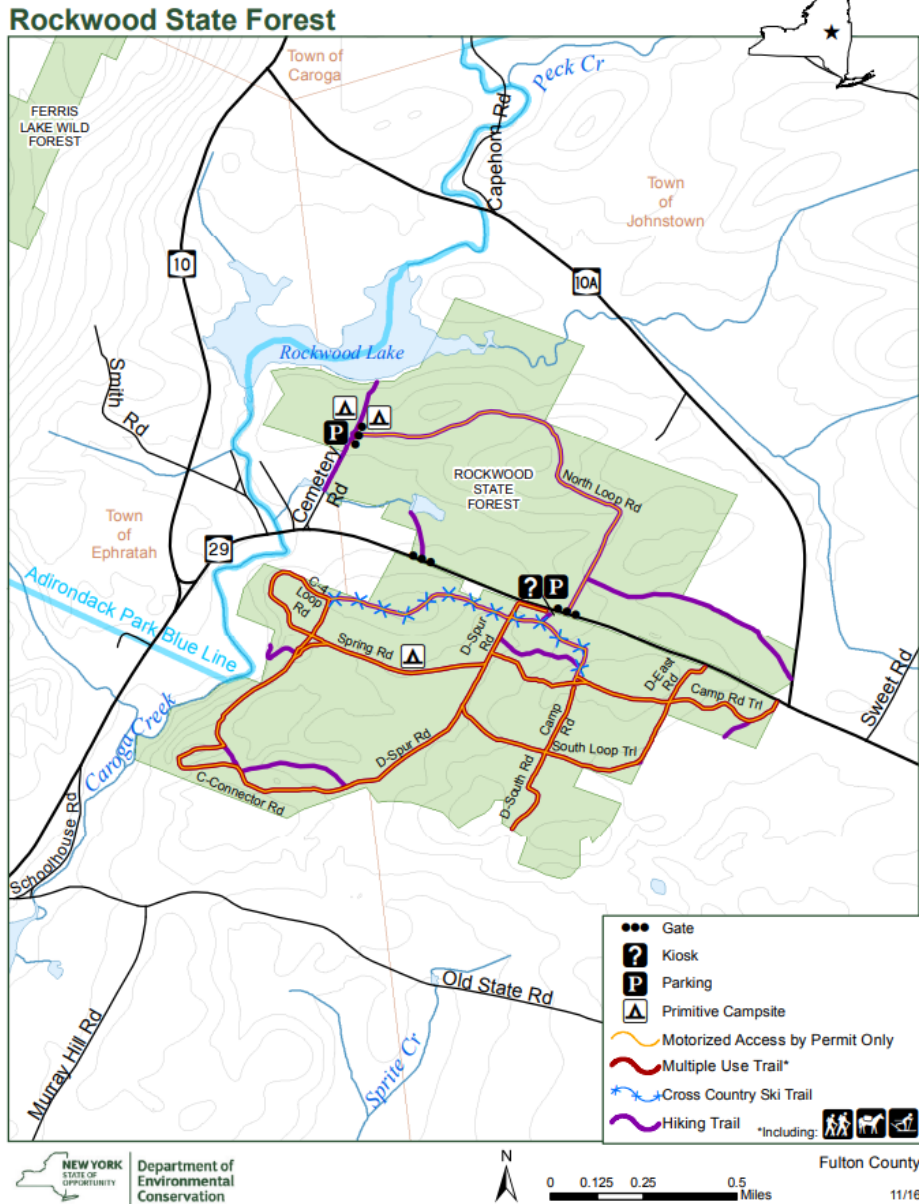 Rockwood State Forest
Town of
Caroga
Peck Cr
FERRIS
LAKE WILD
FOREST
Capehorn Rd
Town
of
Johnstown
10
10A
Rockwood Lake
Smith Rd
P
Cemetery
Rd
ROCKWOOD
STATE
FOREST
North Loop Rd
Town
of
Ephratah
29
Adirondack Park Blue Line
C-4
Loop
Rd
? P
Spring Rd
D-Spur
Rd
D-East
Rd
Camp Rd Trl
Sweet Rd
Caroga Creek
Camp
Rd
D-Spur Rd
South Loop Trl
C-Connector Rd
D-South Rd
Schoolhouse Rd
Old State Rd
Murray Hill Rd
Sprite Cr
Gate
? Kiosk
P Parking
Primitive Campsite
Motorized Access by Permit Only
Multiple Use Trail*
Cross Country Ski Trail
Hiking Trail
*Including:
NEW YORK
STATE OF
OPPORTUNITY
Department of
Environmental
Conservation
N
0 0.125 0.25 0.5
Miles
Fulton County
11/16